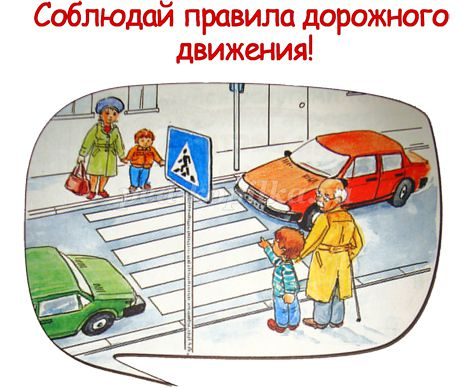 Соблюдай правила дорожного
движения!